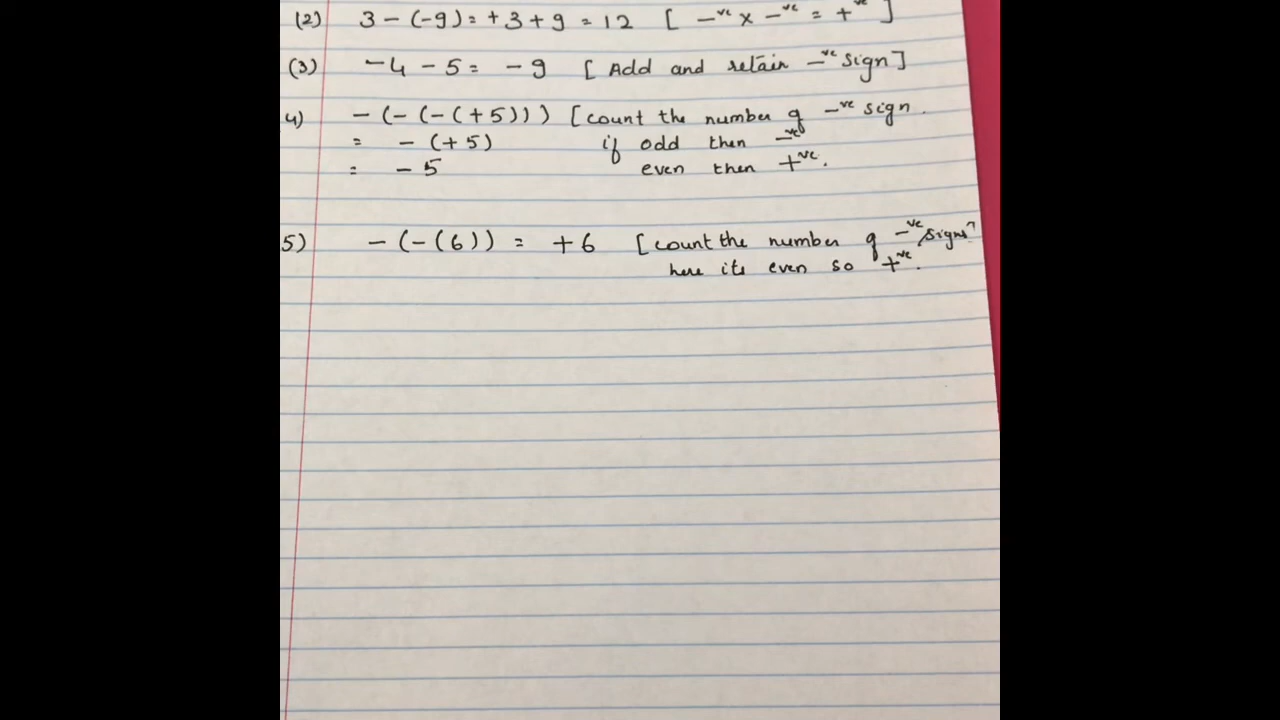 (2) 3 - (-9) = +3 + 9 = 12 [ -ve x -ve = +ve ]
(3) -4 - 5 = -9 [ Add and retain -ve sign]
4) - (- (- (+5))) [count the number of -ve sign.
= - (+5) if odd then -ve
= - 5 even then +ve.
5) - (- (6)) = +6 [count the number of -ve signs
here its even so +ve.